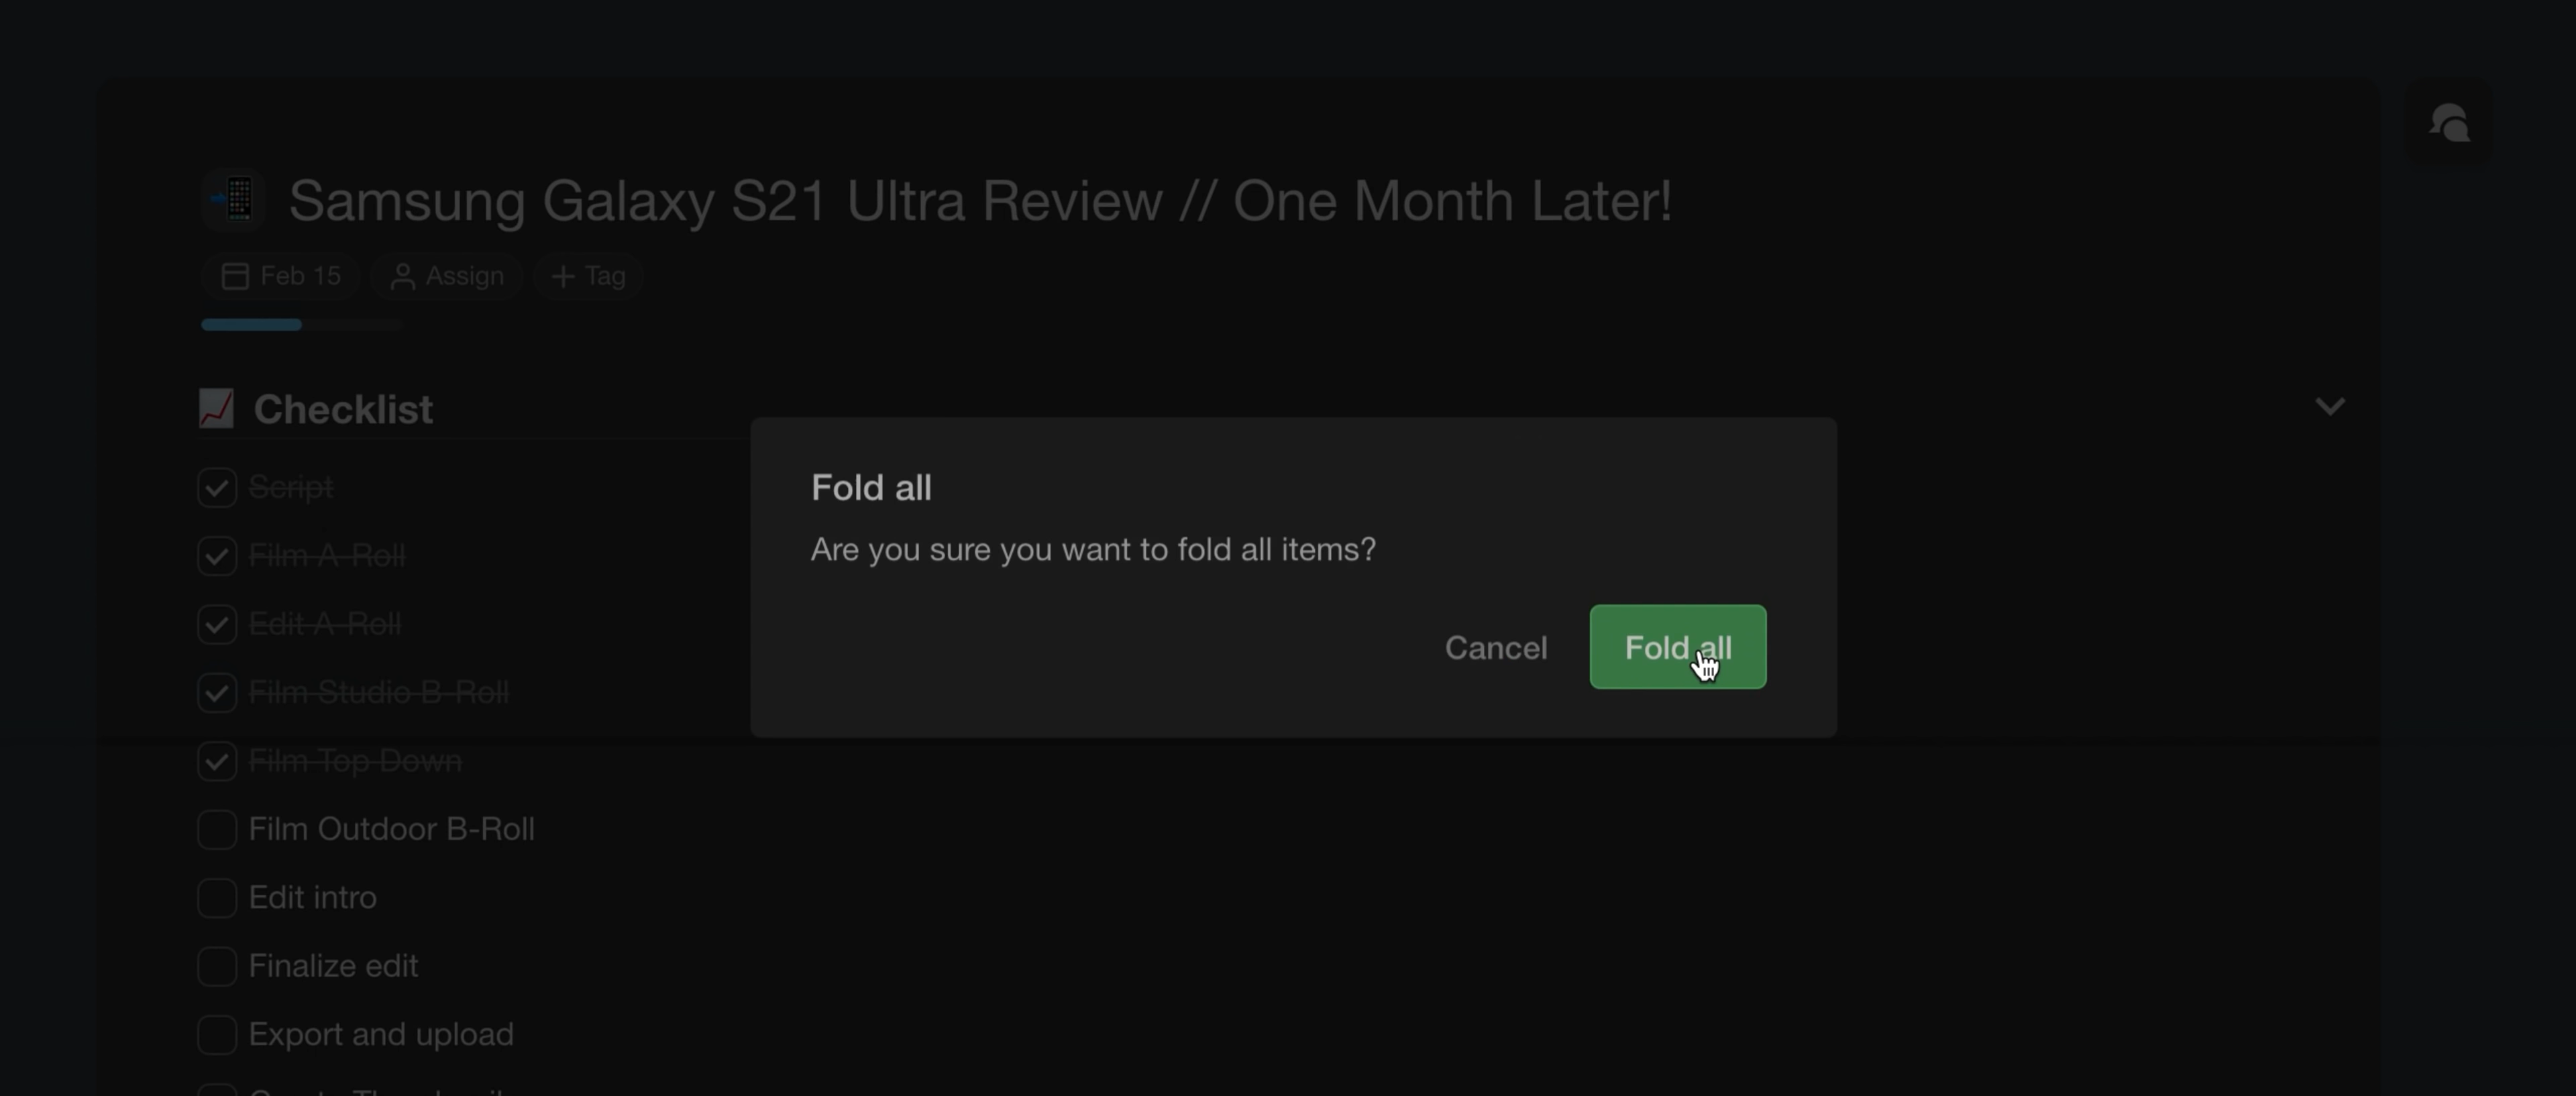 Samsung Galaxy S21 Ultra Review // One Month Later!
Feb 15 Assign + Tag
Checklist
Script
Film A-Roll
Edit A-Roll
Film Studio B-Roll
Film Top Down
Film Outdoor B-Roll
Edit intro
Finalize edit
Export and upload
Fold all
Are you sure you want to fold all items?
Cancel Fold all